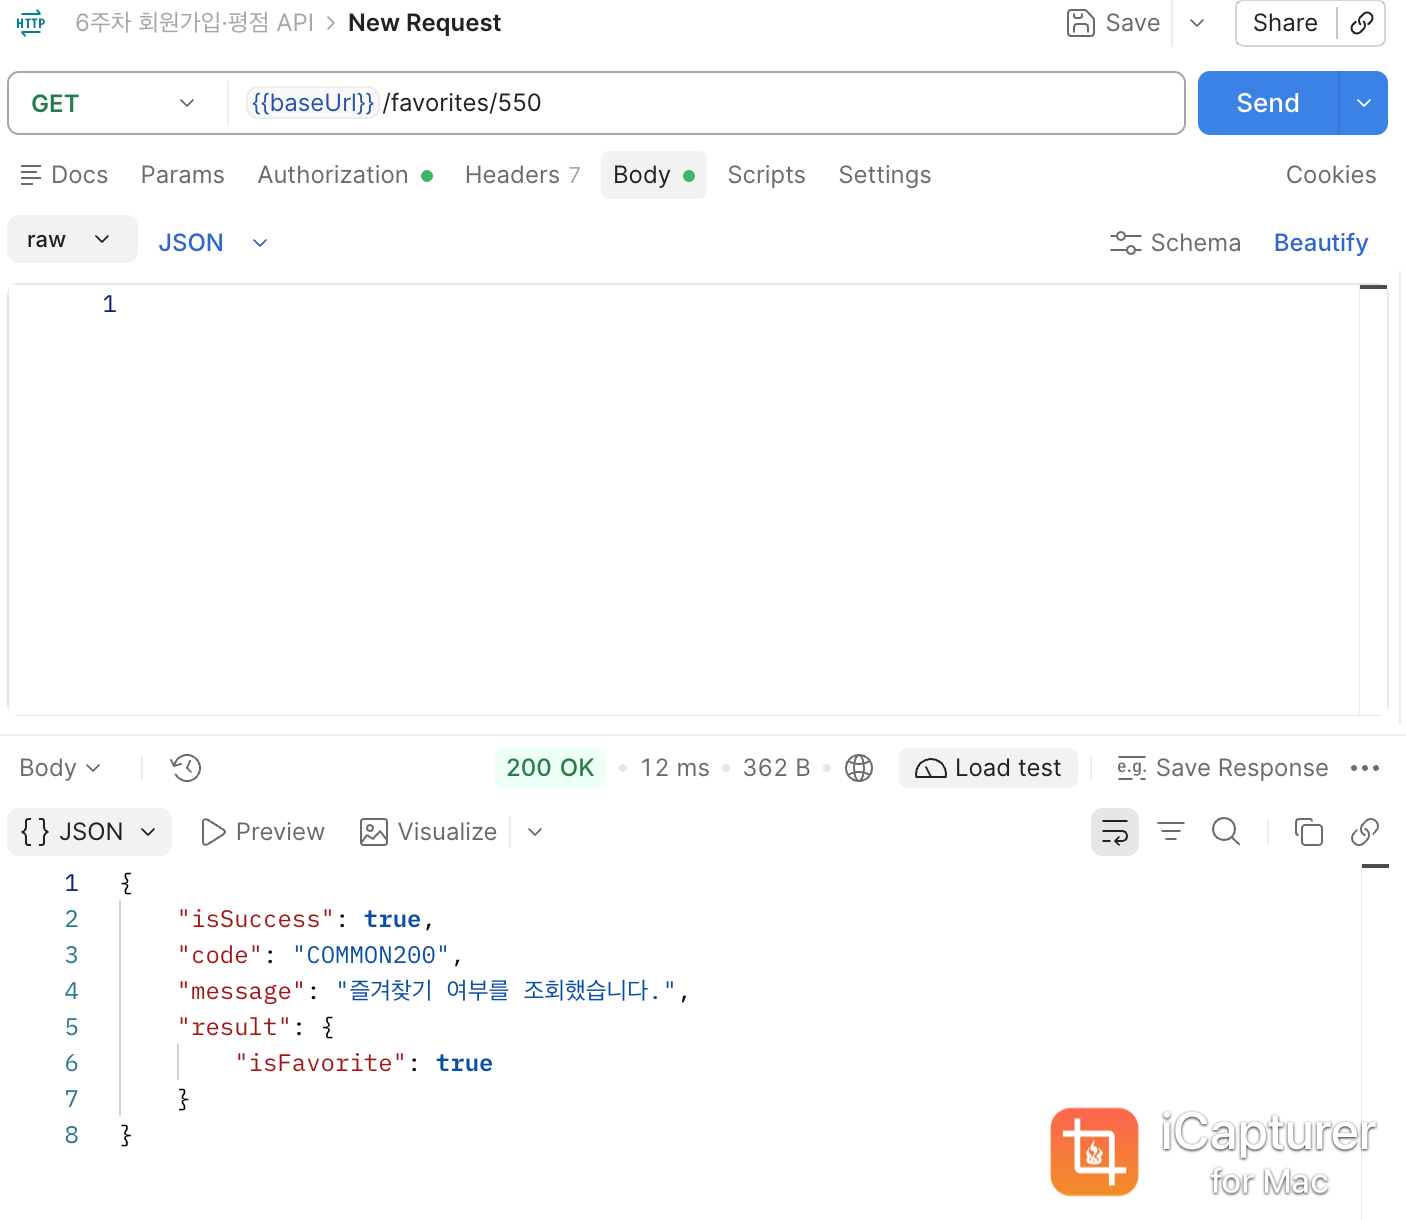 HTTP 6주차 회원가입·평점 API > New Request Save Share
GET {{baseUrl}}/favorites/550 Send
Docs Params Authorization Headers 7 Body Scripts Settings Cookies
raw JSON Schema Beautify
1
Body 200 OK 12 ms 362 B Load test e.g. Save Response
{} JSON Preview Visualize
1 {
2 "isSuccess": true,
3 "code": "COMMON200",
4 "message": "즐겨찾기 여부를 조회했습니다.",
5 "result": {
6 "isFavorite": true
7 }
8 }
iCapturer
for Mac